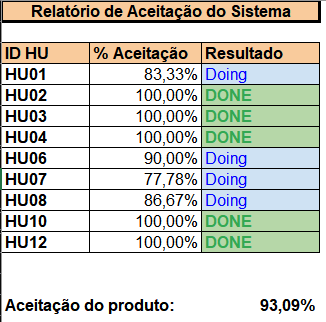 Relatório de Aceitação do Sistema
ID HU % Aceitação Resultado
HU01 83,33% Doing
HU02 100,00% DONE
HU03 100,00% DONE
HU04 100,00% DONE
HU06 90,00% Doing
HU07 77,78% Doing
HU08 86,67% Doing
HU10 100,00% DONE
HU12 100,00% DONE
Aceitação do produto: 93,09%